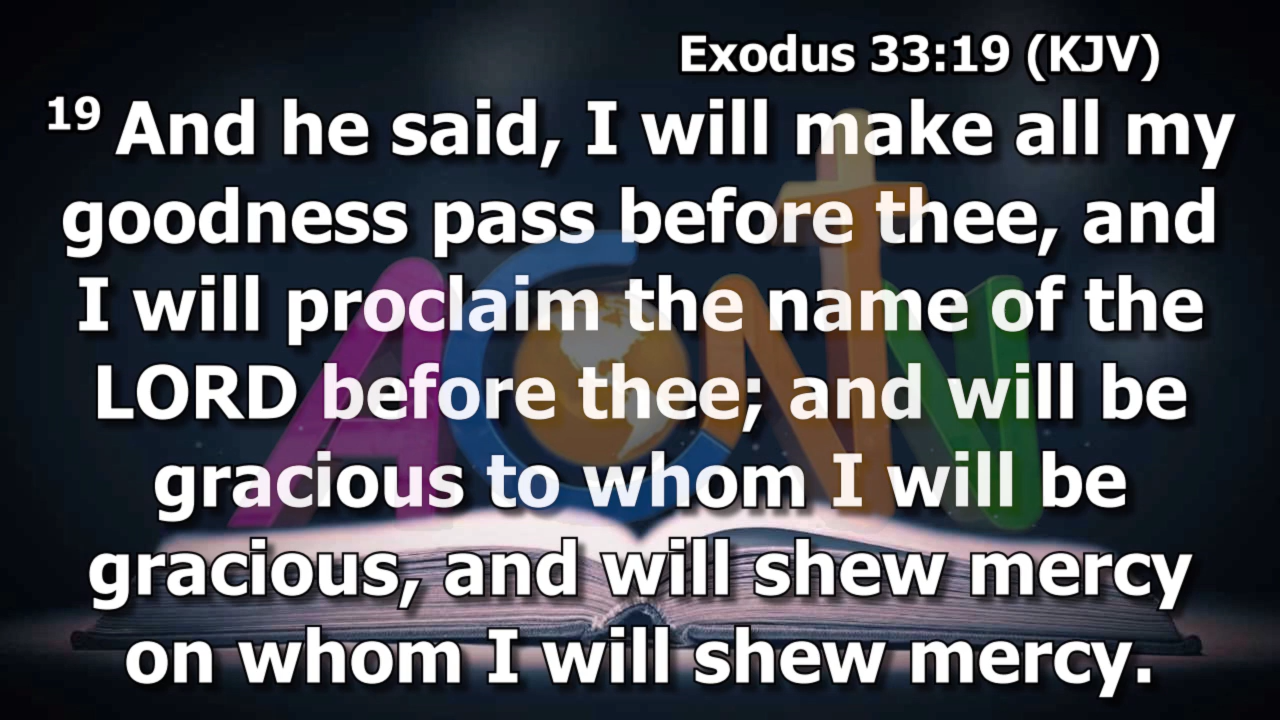 Exodus 33:19 (KJV)
19 And he said, I will make all my
goodness pass before thee, and
I will proclaim the name of the
LORD before thee; and will be
gracious to whom I will be
gracious, and will shew mercy
on whom I will shew mercy.
ACNtv